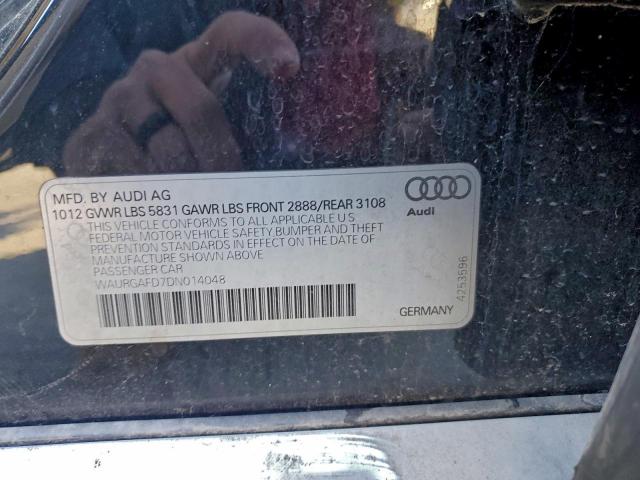 MFD. BY AUDI AG
1012 GVWR LBS 5831 GAWR LBS FRONT 2888/REAR 3108
THIS VEHICLE CONFORMS TO ALL APPLICABLE U S
FEDERAL MOTOR VEHICLE SAFETY, BUMPER AND THEFT
PREVENTION STANDARDS IN EFFECT ON THE DATE OF
MANUFACTURE SHOWN ABOVE
PASSENGER CAR
WAURGAFD7DN014048
Audi
4253596
GERMANY